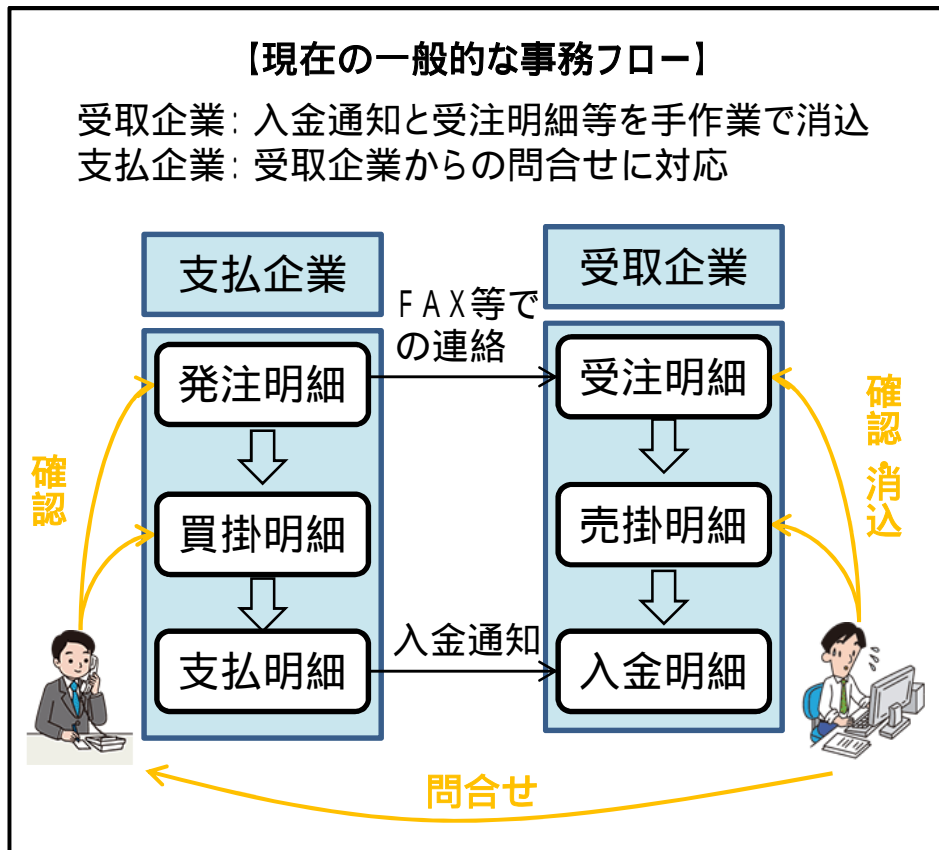 【現在の一般的な事務フロー】
受取企業：入金通知と受注明細等を手作業で消込
支払企業：受取企業からの問合せに対応
支払企業
受取企業
ＦＡＸ等で
の連絡
発注明細
受注明細
確認
確認・消込
買掛明細
売掛明細
入金通知
支払明細
入金明細
問合せ